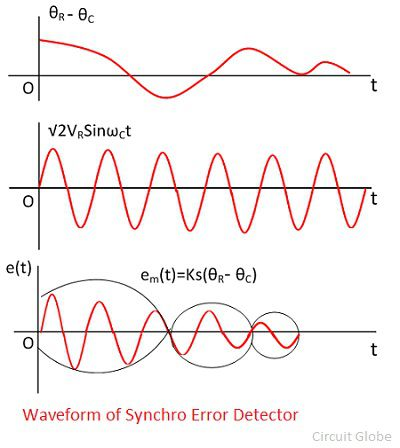 θR - θC
O
t
√2VRSinωCt
O
t
e(t)
em(t)=Ks(θR- θC)
O
t
Waveform of Synchro Error Detector
Circuit Globe